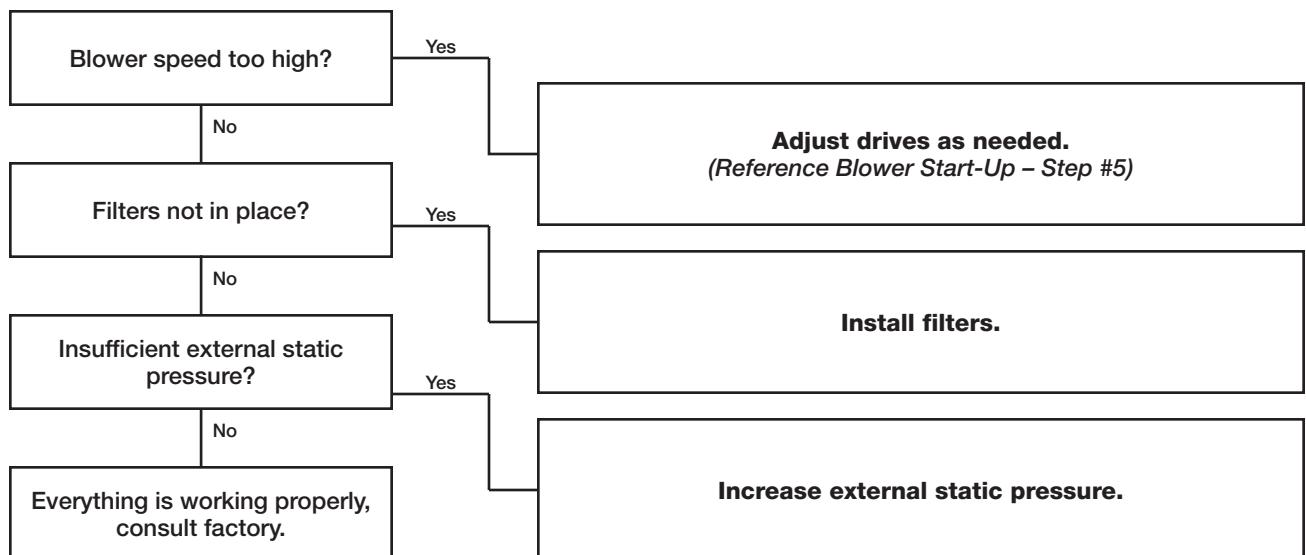 Blower speed too high?
Yes
Adjust drives as needed.
(Reference Blower Start-Up – Step #5)
No
Filters not in place?
Yes
Install filters.
No
Insufficient external static
pressure?
Yes
Increase external static pressure.
No
Everything is working properly,
consult factory.